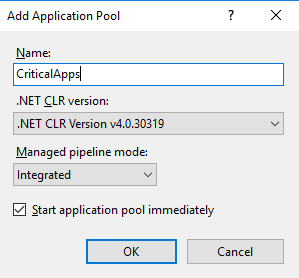 Add Application Pool
?
Name:
CriticalApps
.NET CLR version:
.NET CLR Version v4.0.30319
Managed pipeline mode:
Integrated
Start application pool immediately
OK
Cancel